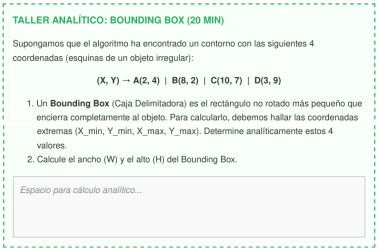 TALLER ANALÍTICO: BOUNDING BOX (20 MIN)
Supongamos que el algoritmo ha encontrado un contorno con las siguientes 4
coordenadas (esquinas de un objeto irregular):
(X, Y) → A(2, 4) | B(8, 2) | C(10, 7) | D(3, 9)
1. Un Bounding Box (Caja Delimitadora) es el rectángulo no rotado más pequeño que
encierra completamente al objeto. Para calcularlo, debemos hallar las coordenadas
extremas (X_min, Y_min, X_max, Y_max). Determine analíticamente estos 4
valores.
2. Calcule el ancho (W) y el alto (H) del Bounding Box.
Espacio para cálculo analítico...